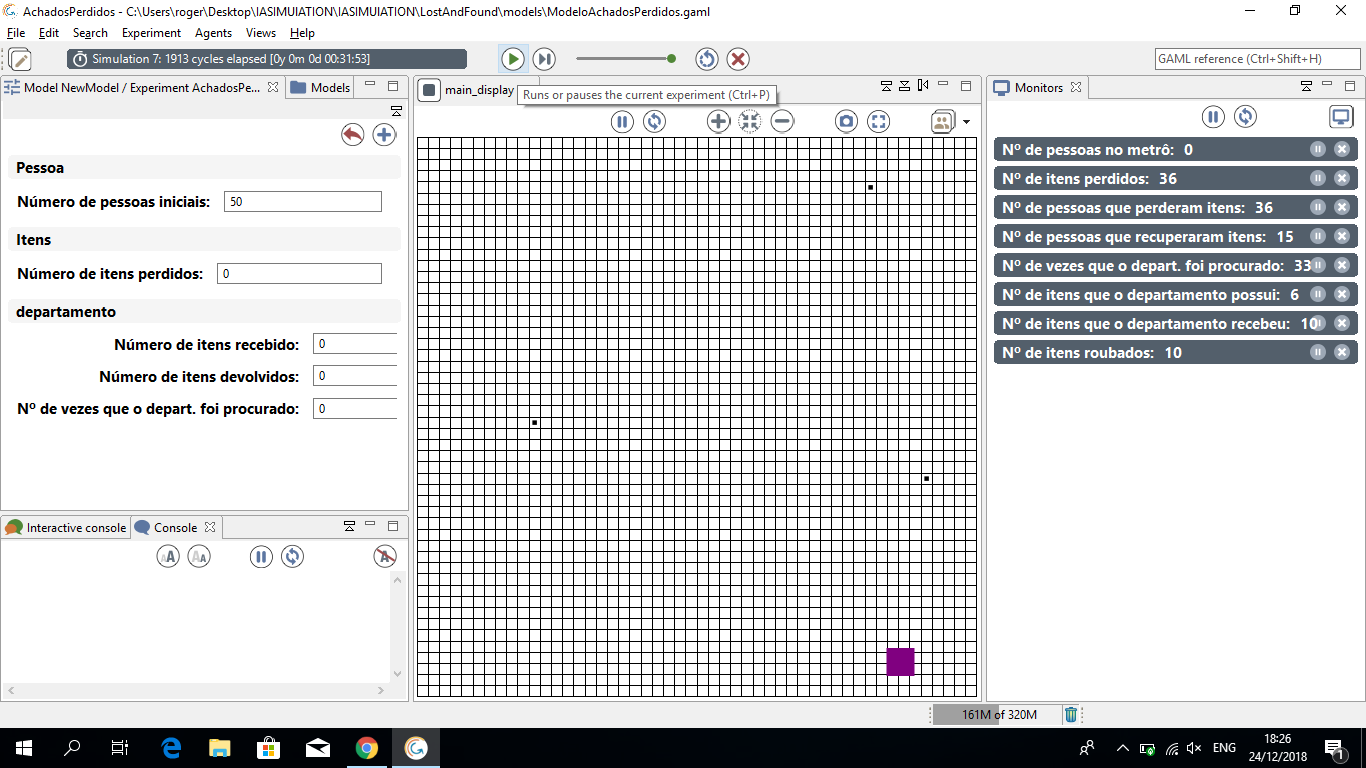 AchadosPerdidos - C:\Users\roger\Desktop\IASIMUlATION\IASIMUlATION\LostAndFound\models\ModeloAchadosPerdidos.gaml
File Edit Search Experiment Agents Views Help
Simulation 7: 1913 cycles elapsed [0y 0m 0d 00:31:53]
GAML reference (Ctrl+Shift+H)
Model NewModel / Experiment AchadosPe...
Models
Pessoa
Número de pessoas iniciais: 50
Itens
Número de itens perdidos: 0
departamento
Número de itens recebido: 0
Número de itens devolvidos: 0
Nº de vezes que o depart. foi procurado: 0
Interactive console
Console
main_display
Runs or pauses the current experiment (Ctrl+P)
Monitors
Nº de pessoas no metrô: 0
Nº de itens perdidos: 36
Nº de pessoas que perderam itens: 36
Nº de pessoas que recuperaram itens: 15
Nº de vezes que o depart. foi procurado: 33
Nº de itens que o departamento possui: 6
Nº de itens que o departamento recebeu: 10
Nº de itens roubados: 10
161M of 320M
ENG
18:26
24/12/2018
1